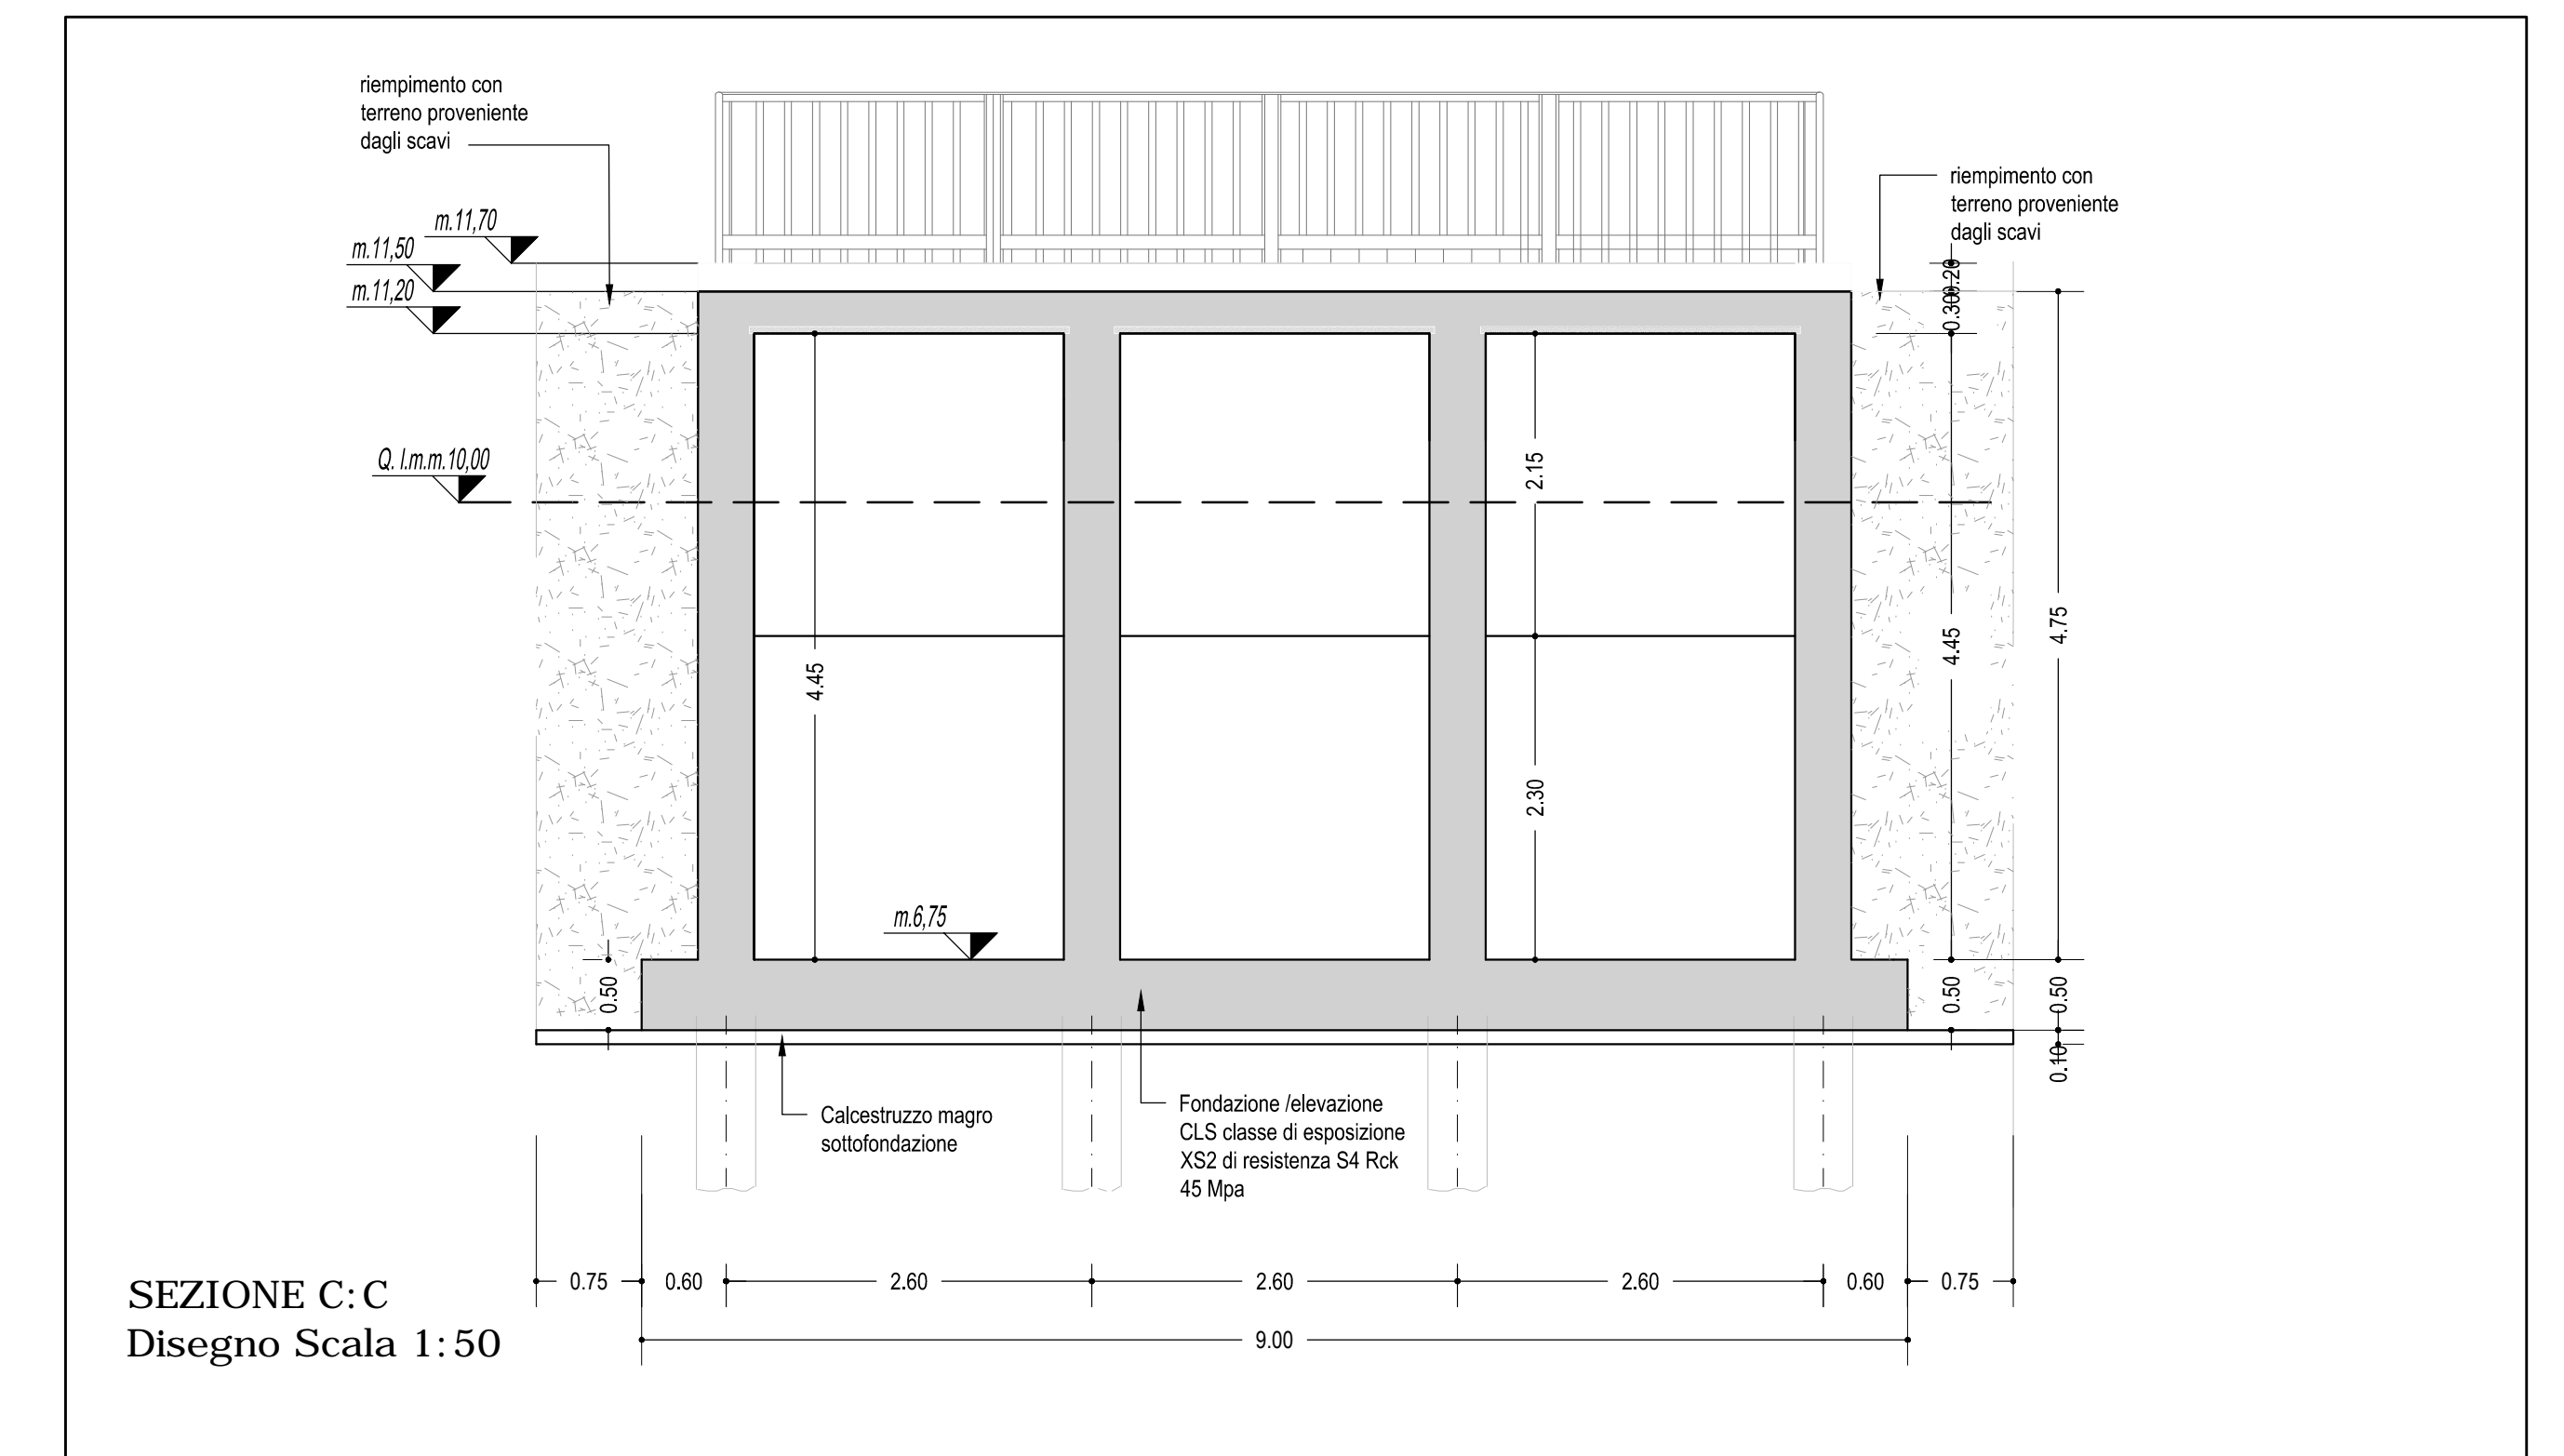 riempimento con
terreno proveniente
dagli scavi
riempimento con
terreno proveniente
dagli scavi
m.11,70
m.11,50
m.11,20
0.20
0.30
Q. l.m.m.10,00
2.15
4.75
4.45
4.45
2.30
m.6,75
0.50
0.50
0.50
0.10
Calcestruzzo magro
sottofondazione
Fondazione /elevazione
CLS classe di esposizione
XS2 di resistenza S4 Rck
45 Mpa
0.75 0.60 2.60 2.60 2.60 0.60 0.75
9.00
SEZIONE C:C
Disegno Scala 1:50